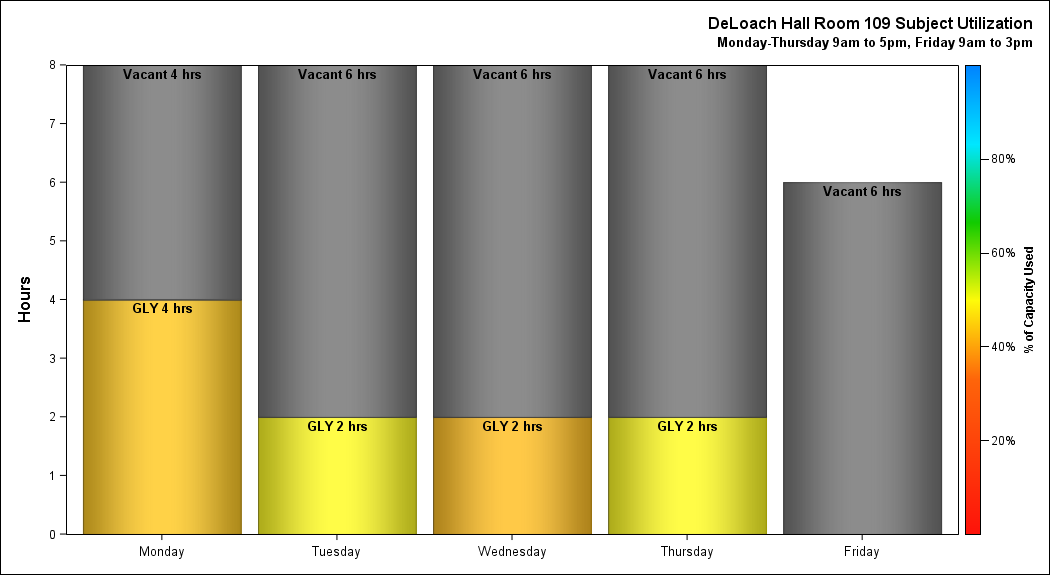 DeLoach Hall Room 109 Subject Utilization
Monday-Thursday 9am to 5pm, Friday 9am to 3pm
8
7
6
5
4
3
2
1
0
Hours
Vacant 4 hrs
GLY 4 hrs
Vacant 6 hrs
GLY 2 hrs
Vacant 6 hrs
GLY 2 hrs
Vacant 6 hrs
GLY 2 hrs
Vacant 6 hrs
Monday
Tuesday
Wednesday
Thursday
Friday
80%
60%
40%
20%
% of Capacity Used